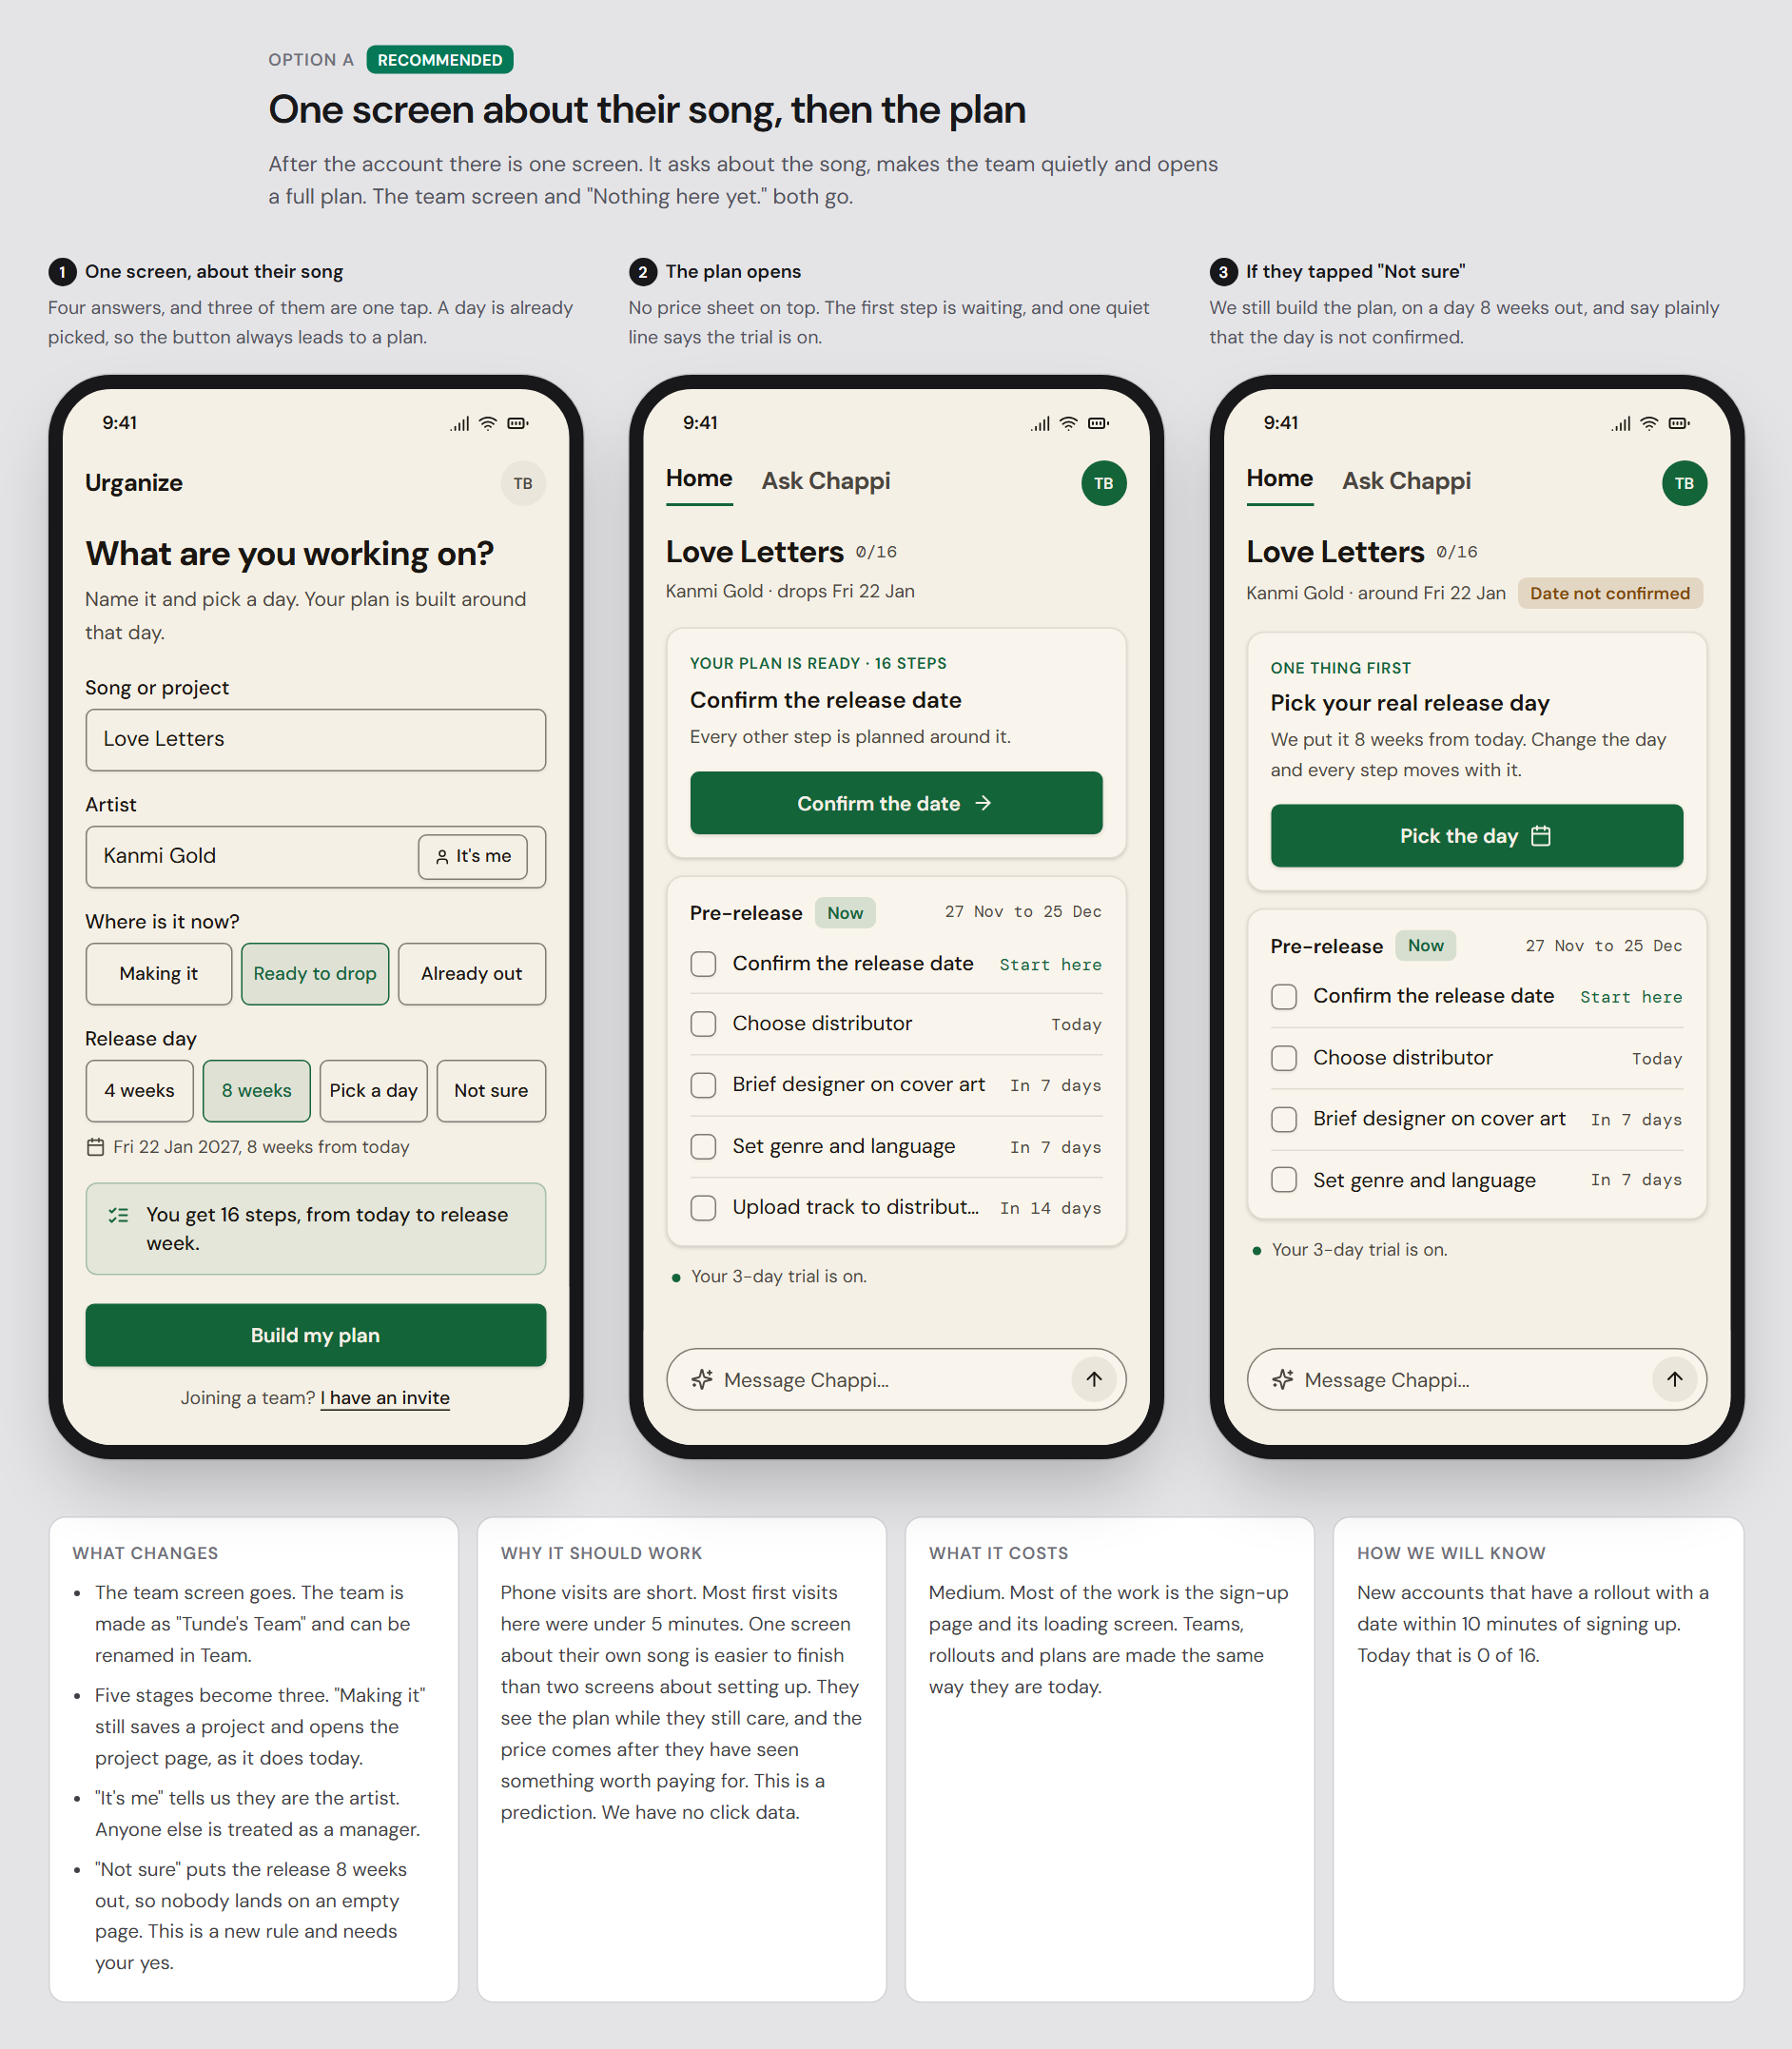 OPTION A RECOMMENDED
One screen about their song, then the plan
After the account there is one screen. It asks about the song, makes the team quietly and opens
a full plan. The team screen and "Nothing here yet." both go.
1 One screen, about their song
Four answers, and three of them are one tap. A day is already
picked, so the button always leads to a plan.
9:41
Urganize TB
What are you working on?
Name it and pick a day. Your plan is built around
that day.
Song or project
Love Letters
Artist
Kanmi Gold It's me
Where is it now?
Making it Ready to drop Already out
Release day
4 weeks 8 weeks Pick a day Not sure
Fri 22 Jan 2027, 8 weeks from today
You get 16 steps, from today to release
week.
Build my plan
Joining a team? I have an invite
2 The plan opens
No price sheet on top. The first step is waiting, and one quiet
line says the trial is on.
9:41
Home Ask Chappi TB
Love Letters 0/16
Kanmi Gold · drops Fri 22 Jan
YOUR PLAN IS READY · 16 STEPS
Confirm the release date
Every other step is planned around it.
Confirm the date →
Pre-release Now 27 Nov to 25 Dec
Confirm the release date Start here
Choose distributor Today
Brief designer on cover art In 7 days
Set genre and language In 7 days
Upload track to distribut... In 14 days
Your 3-day trial is on.
Message Chappi...
3 If they tapped "Not sure"
We still build the plan, on a day 8 weeks out, and say plainly
that the day is not confirmed.
9:41
Home Ask Chappi TB
Love Letters 0/16
Kanmi Gold · around Fri 22 Jan Date not confirmed
ONE THING FIRST
Pick your real release day
We put it 8 weeks from today. Change the day
and every step moves with it.
Pick the day
Pre-release Now 27 Nov to 25 Dec
Confirm the release date Start here
Choose distributor Today
Brief designer on cover art In 7 days
Set genre and language In 7 days
Your 3-day trial is on.
Message Chappi...
WHAT CHANGES
• The team screen goes. The team is
made as "Tunde's Team" and can be
renamed in Team.
• Five stages become three. "Making it"
still saves a project and opens the
project page, as it does today.
• "It's me" tells us they are the artist.
Anyone else is treated as a manager.
• "Not sure" puts the release 8 weeks
out, so nobody lands on an empty
page. This is a new rule and needs
your yes.
WHY IT SHOULD WORK
Phone visits are short. Most first visits
here were under 5 minutes. One screen
about their own song is easier to finish
than two screens about setting up. They
see the plan while they still care, and the
price comes after they have seen
something worth paying for. This is a
prediction. We have no click data.
WHAT IT COSTS
Medium. Most of the work is the sign-up
page and its loading screen. Teams,
rollouts and plans are made the same
way they are today.
HOW WE WILL KNOW
New accounts that have a rollout with a
date within 10 minutes of signing up.
Today that is 0 of 16.